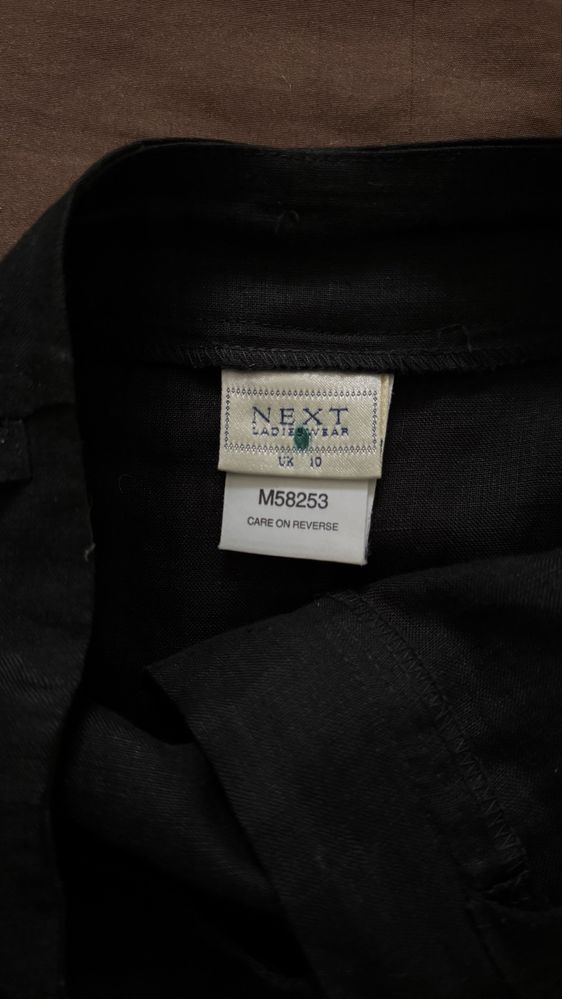 NEXT
LADIESWEAR
UK 10
M58253
CARE ON REVERSE